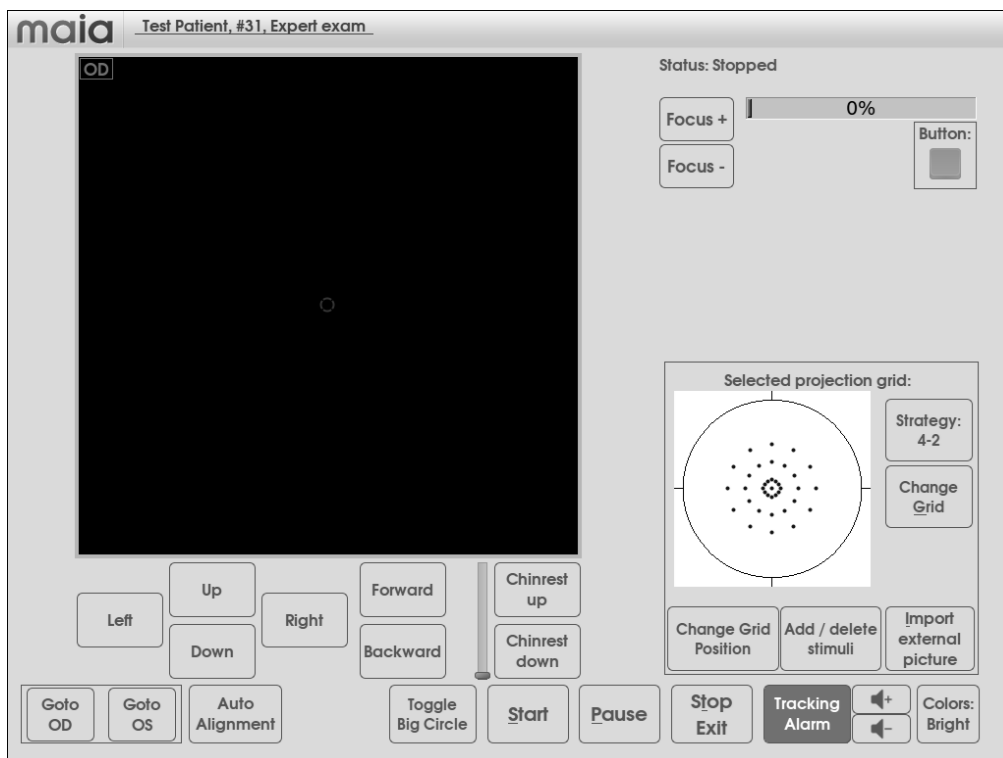 maia
Test Patient, #31, Expert exam
OD
Status: Stopped
Focus +
0%
Button:
Focus -
Selected projection grid:
Strategy:
4-2
Change
Grid
Up
Forward
Chinrest
up
Left
Right
Down
Backward
Chinrest
down
Change Grid
Position
Add / delete
stimuli
Import
external
picture
Goto
OD
Goto
OS
Auto
Alignment
Toggle
Big Circle
Start
Pause
Stop
Exit
Tracking
Alarm
+
-
Colors:
Bright